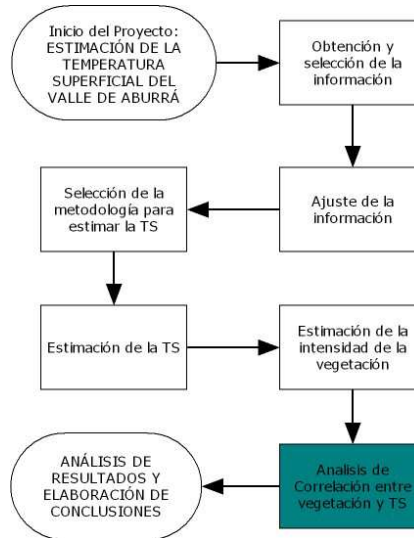 Inicio del Proyecto:
ESTIMACIÓN DE LA
TEMPERATURA
SUPERFICIAL DEL
VALLE DE ABURRÁ
Obtención y
selección de la
información
Ajuste de la
información
Selección de la
metodología para
estimar la TS
Estimación de la TS
Estimación de la
intensidad de la
vegetación
Analisis de
Correlación entre
vegetación y TS
ANÁLISIS DE
RESULTADOS Y
ELABORACIÓN DE
CONCLUSIONES